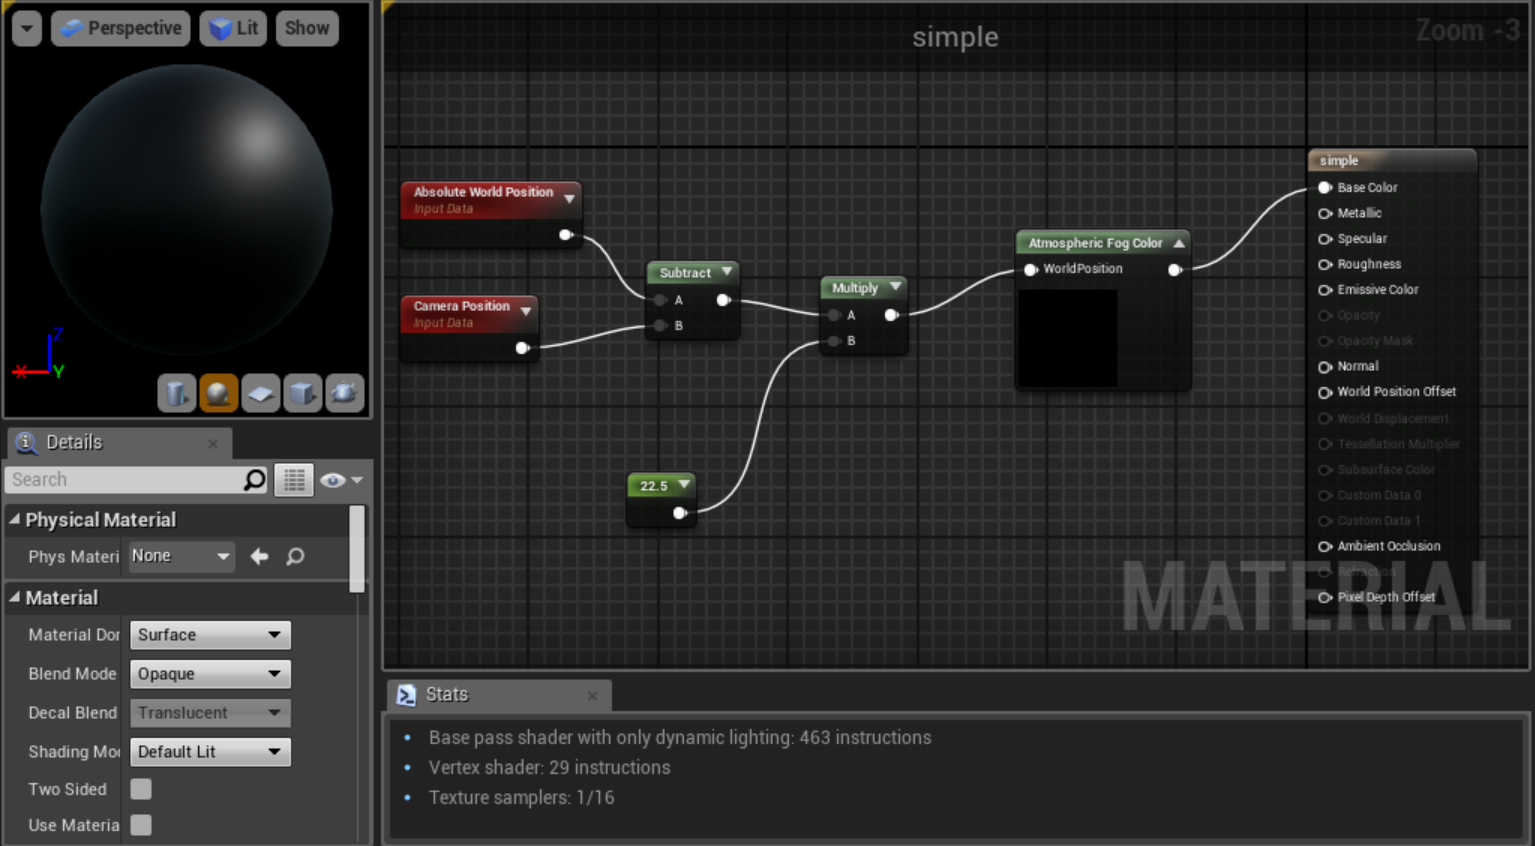 Perspective
Lit
Show
simple
Zoom -3
Z
X
Y
Absolute World Position
Input Data
Camera Position
Input Data
Subtract
A
B
Multiply
A
B
22.5
Atmospheric Fog Color
WorldPosition
simple
Base Color
Metallic
Specular
Roughness
Emissive Color
Opacity
Opacity Mask
Normal
World Position Offset
World Displacement
Tessellation Multiplier
Subsurface Color
Custom Data 0
Custom Data 1
Ambient Occlusion
Refraction
Pixel Depth Offset
MATERIAL
Details
Search
Physical Material
Phys Materi
None
Material
Material Dor
Surface
Blend Mode
Opaque
Decal Blend
Translucent
Shading Mo
Default Lit
Two Sided
Use Materia
Stats
Base pass shader with only dynamic lighting: 463 instructions
Vertex shader: 29 instructions
Texture samplers: 1/16